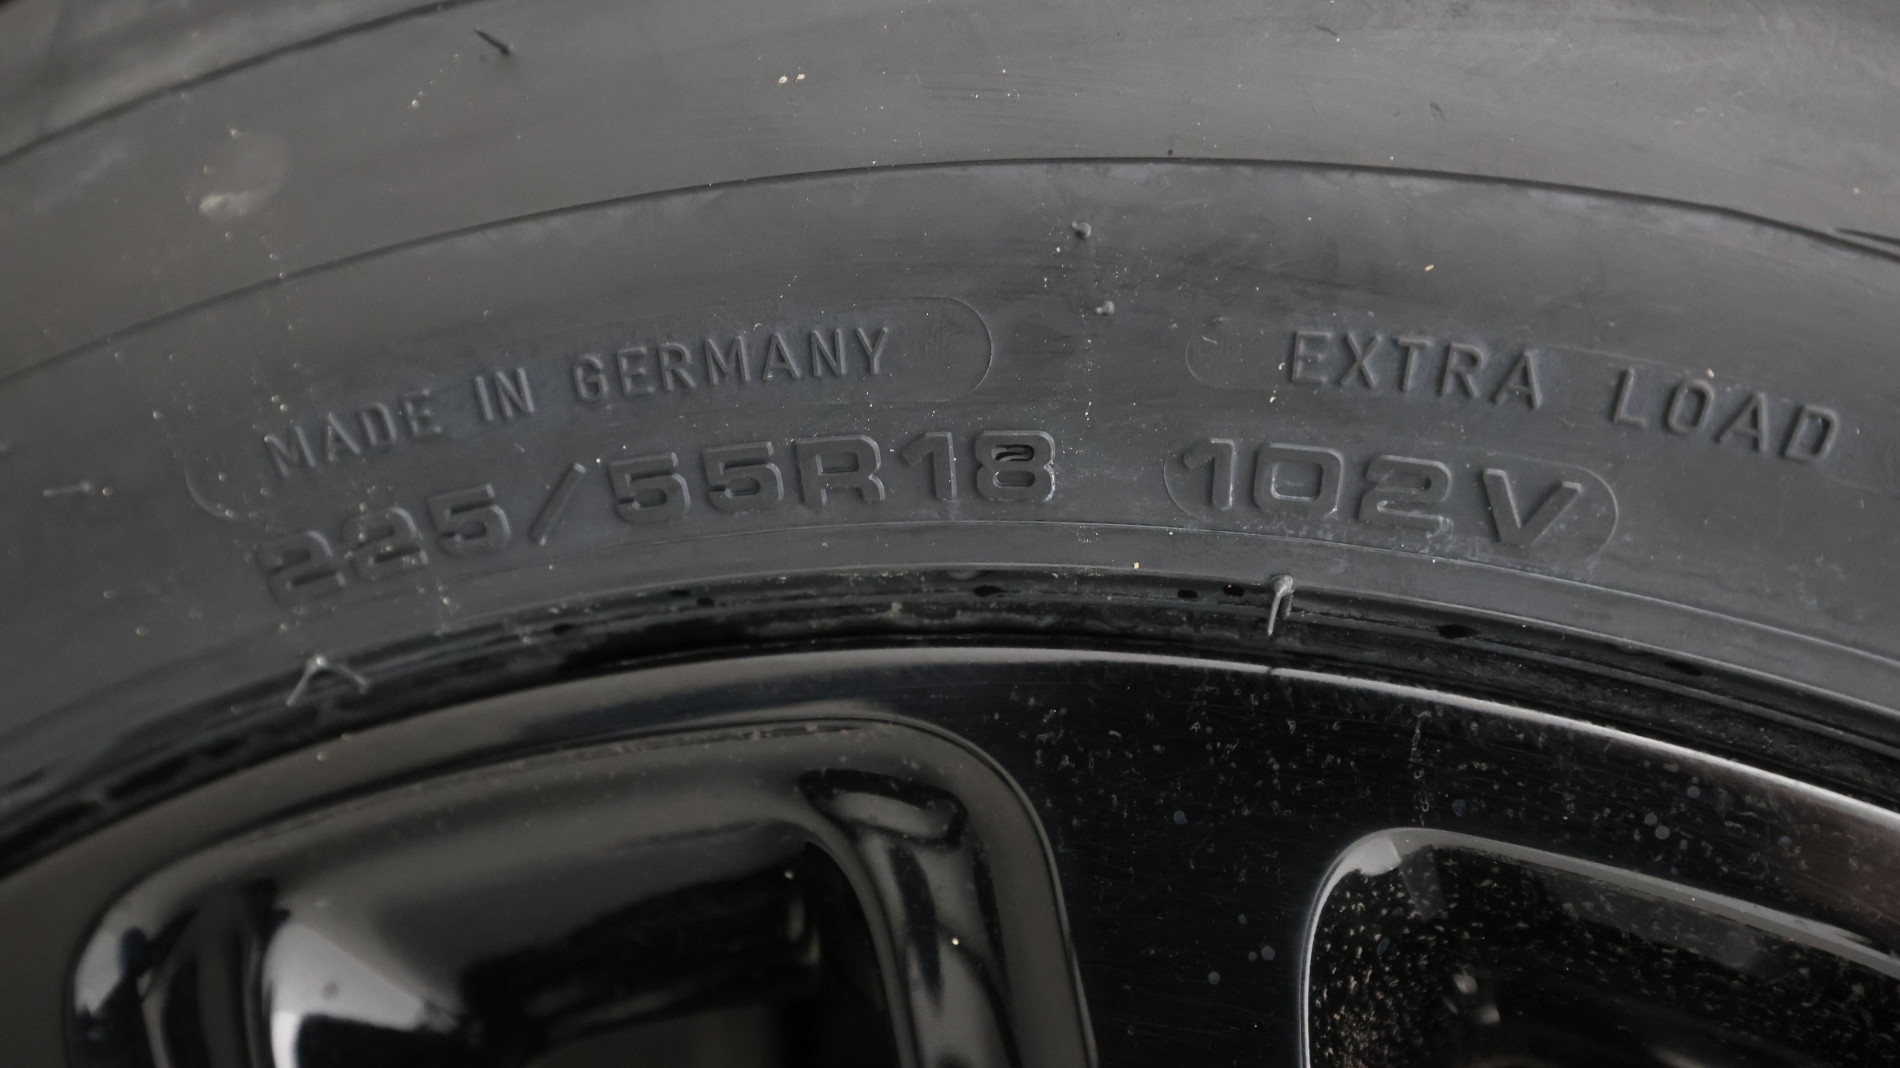 MADE IN GERMANY
EXTRA LOAD
225/55R18 102V